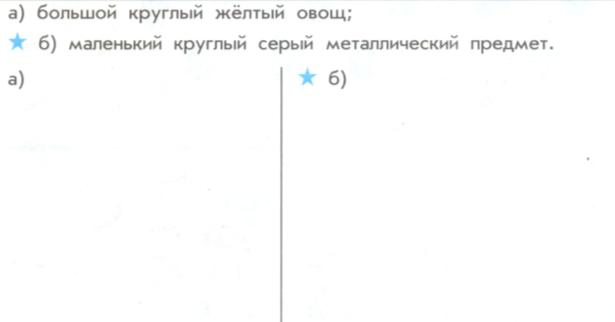 а) большой круглый жёлтый овощ;
★ б) маленький круглый серый металлический предмет.
а)
★ б)